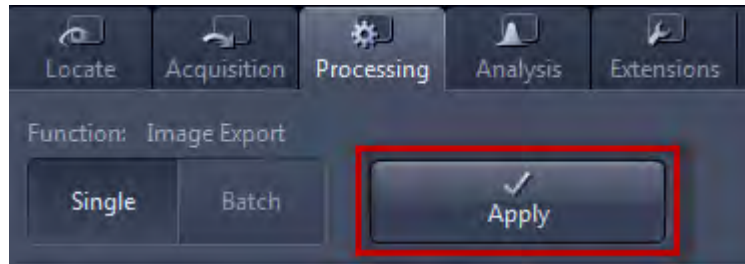 Locate Acquisition Processing Analysis Extensions
Function: Image Export
Single Batch Apply